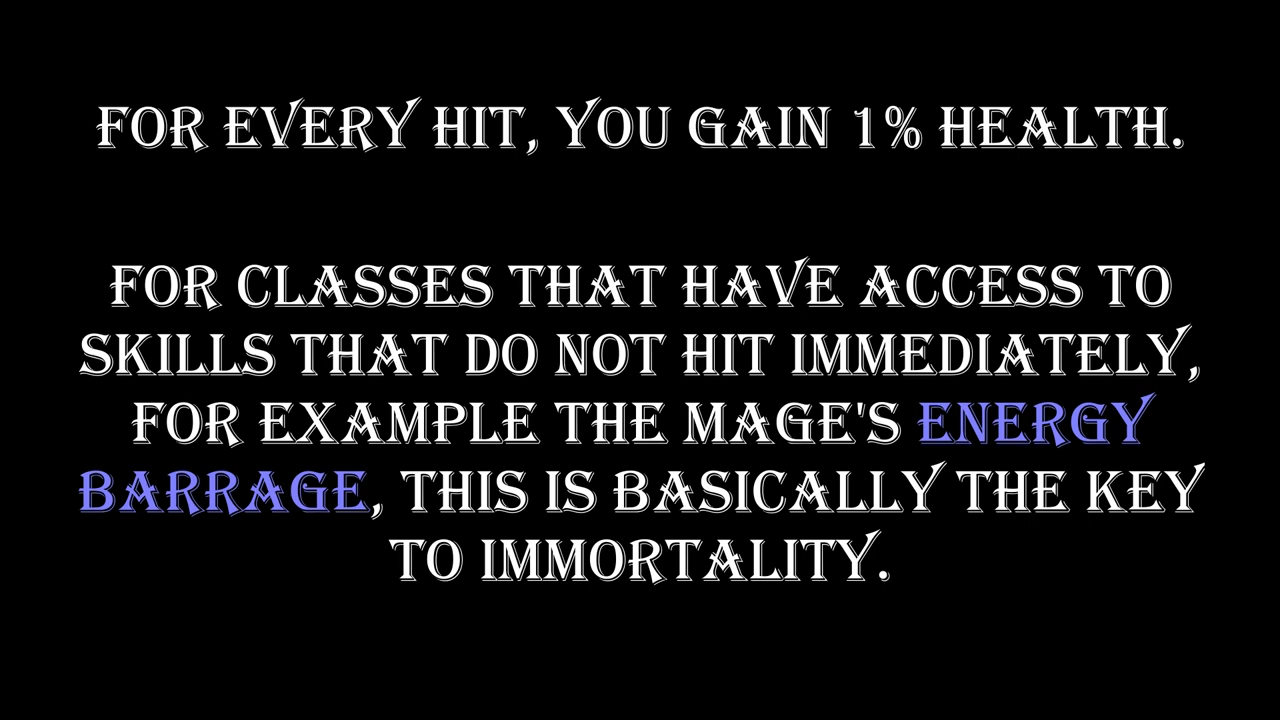 FOR EVERY HIT, YOU GAIN 1% HEALTH.
FOR CLASSES THAT HAVE ACCESS TO
SKILLS THAT DO NOT HIT IMMEDIATELY,
FOR EXAMPLE THE MAGE'S ENERGY
BARRAGE, THIS IS BASICALLY THE KEY
TO IMMORTALITY.